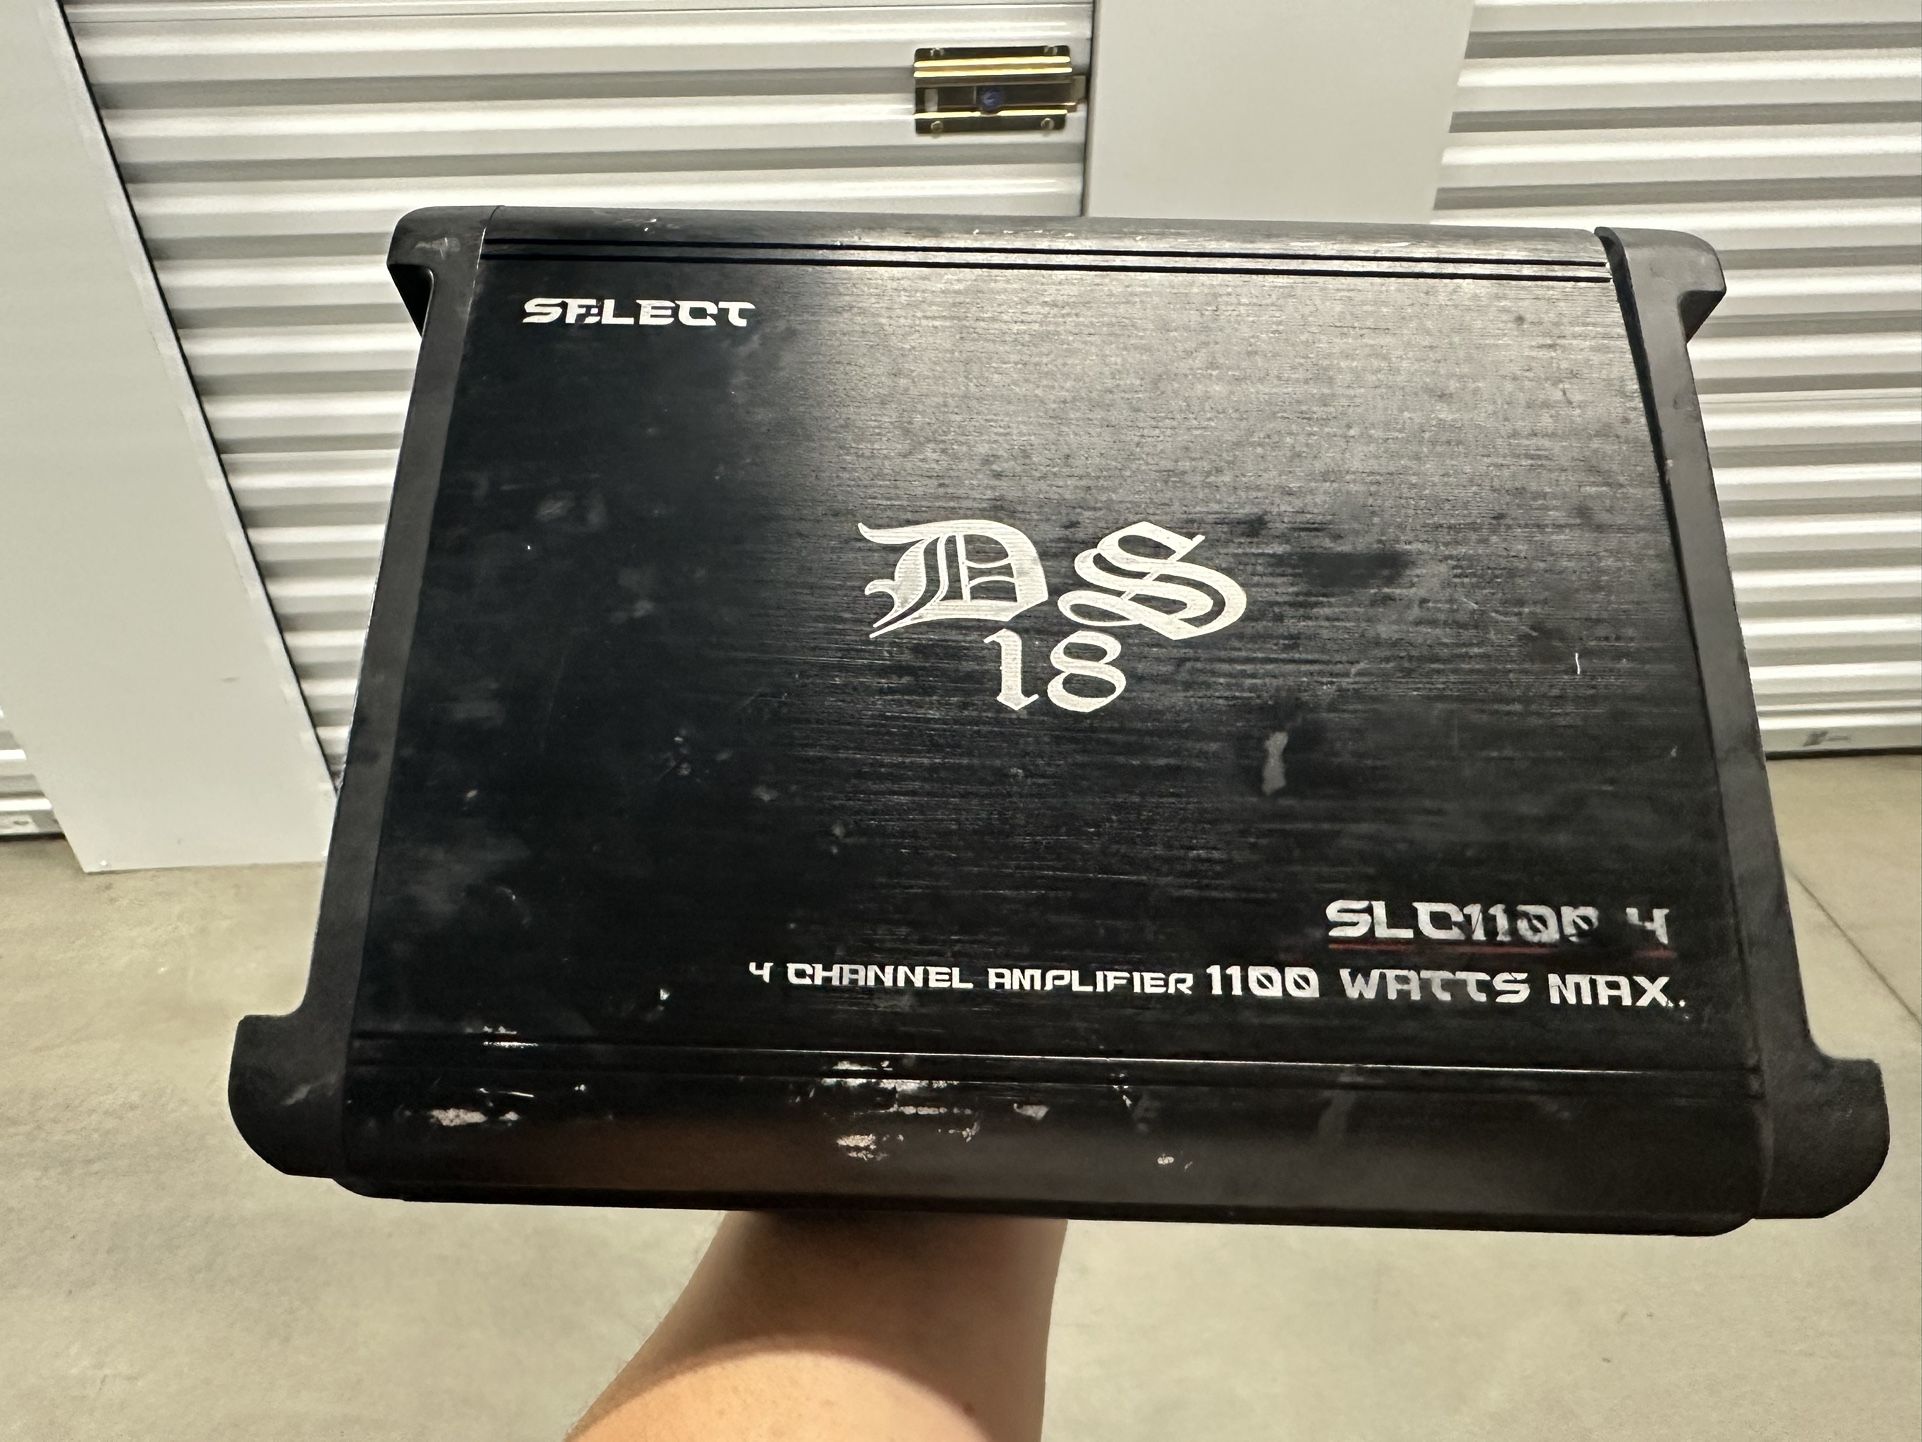 SELECT
DS
18
SLC1100.4
4 CHANNEL AMPLIFIER 1100 WATTS MAX.